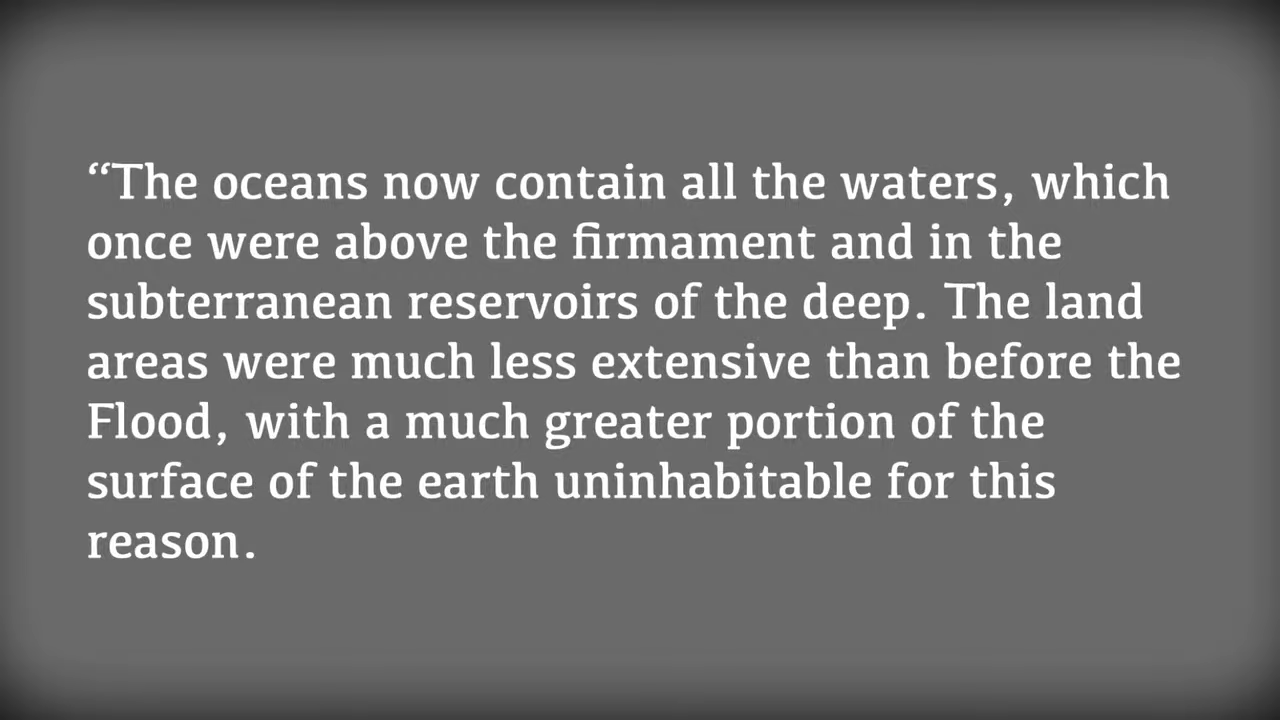 “The oceans now contain all the waters, which
once were above the firmament and in the
subterranean reservoirs of the deep. The land
areas were much less extensive than before the
Flood, with a much greater portion of the
surface of the earth uninhabitable for this
reason.